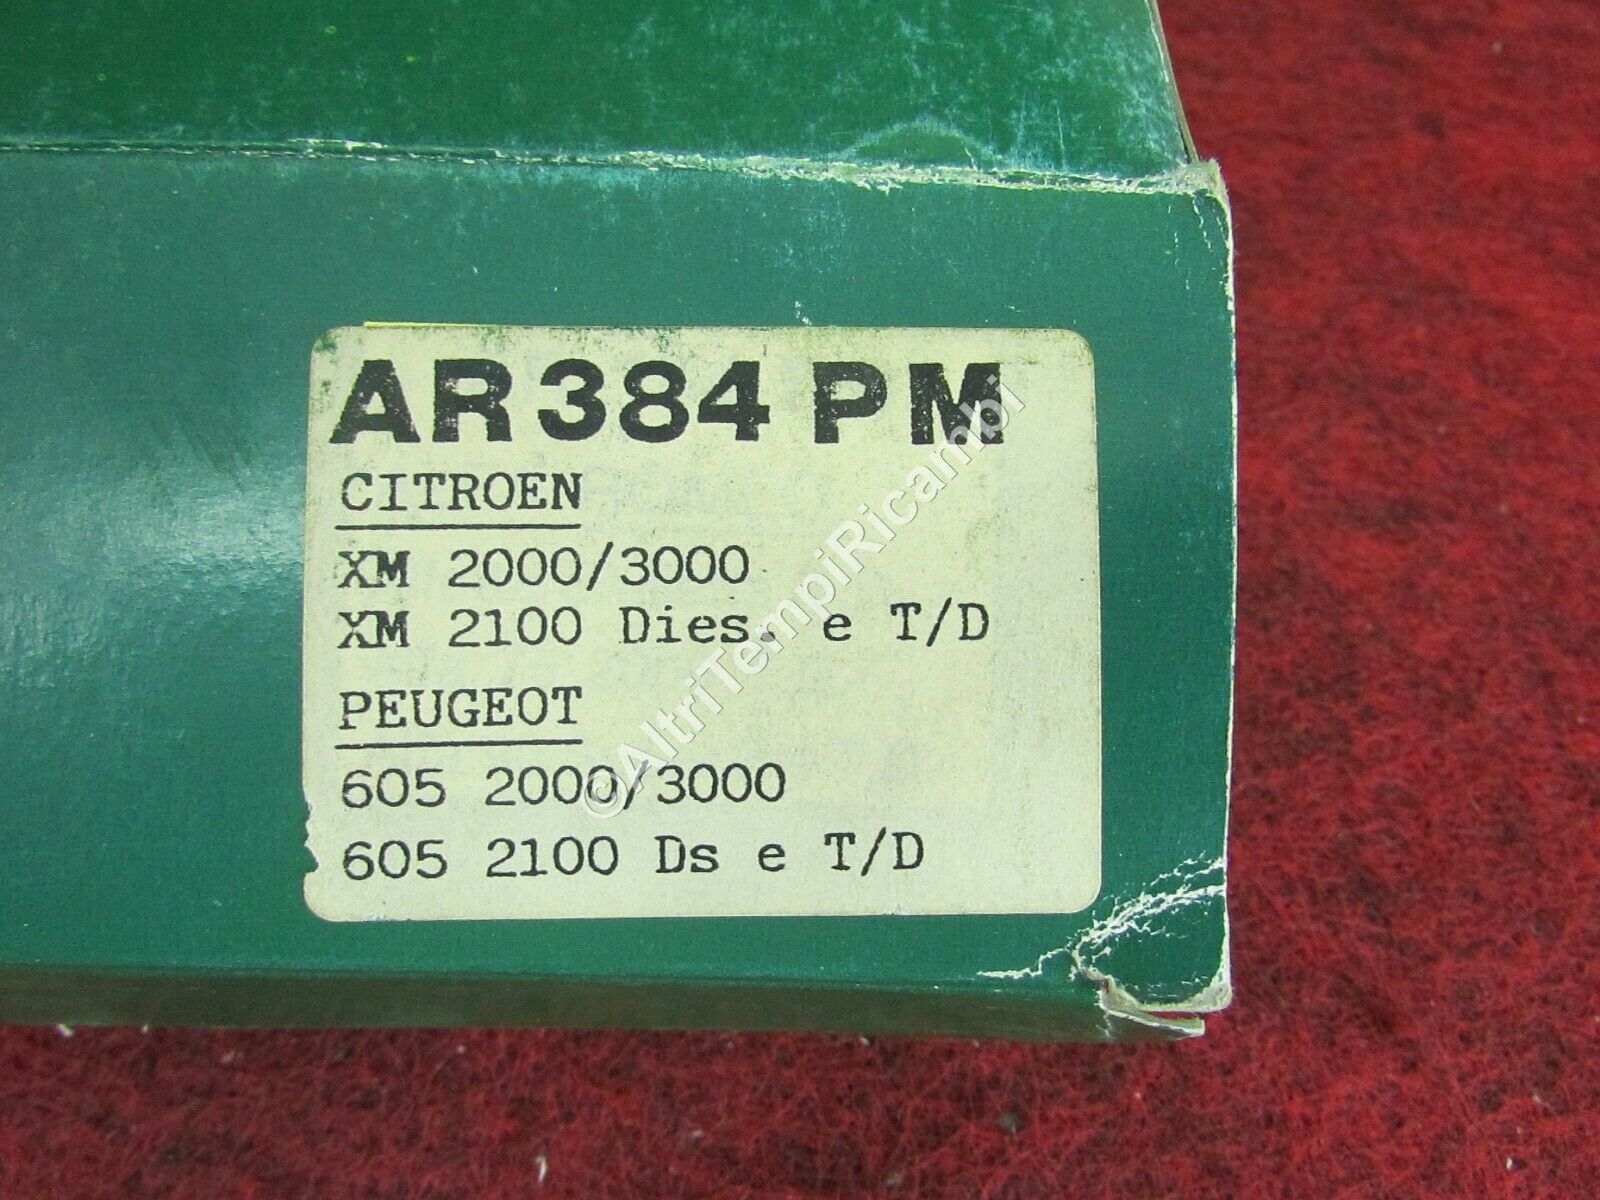 AR 384 PM
CITROEN
XM 2000/3000
XM 2100 Dies. e T/D
PEUGEOT
605 2000/3000
605 2100 Ds e T/D
©AltriTempiRicambi